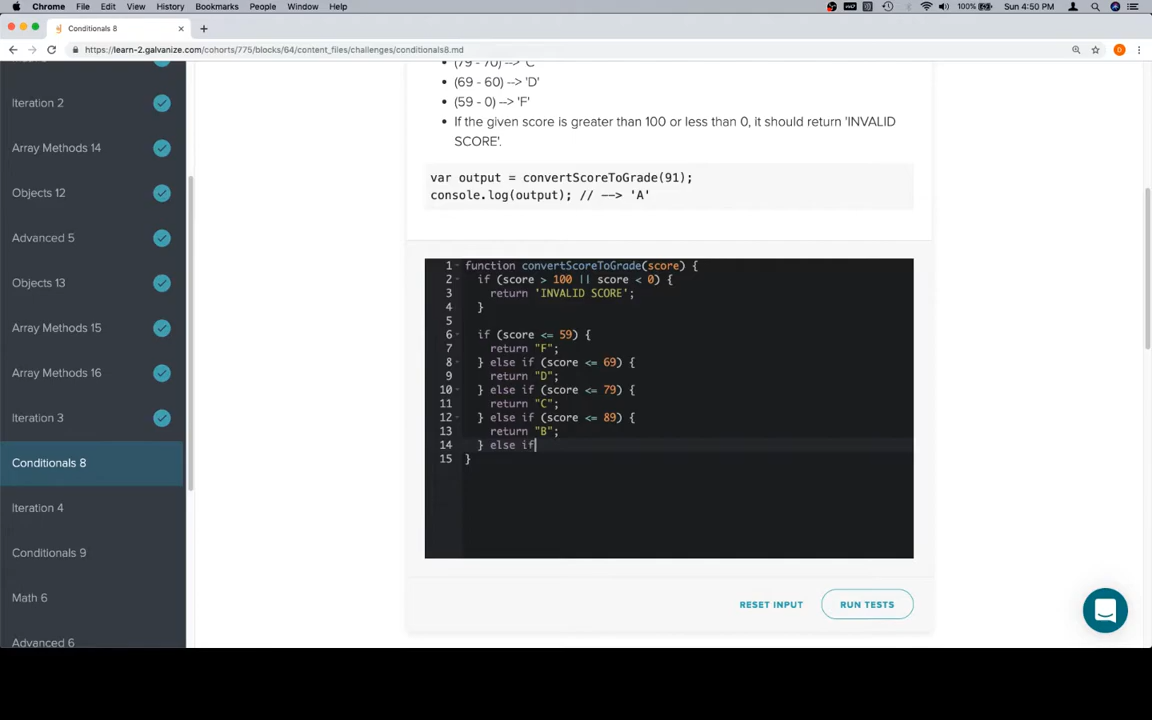 Chrome File Edit View History Bookmarks People Window Help 100% Sun 4:50 PM
Conditionals 8
https://learn-2.galvanize.com/cohorts/775/blocks/64/content_files/challenges/conditionals8.md
Iteration 2
Array Methods 14
Objects 12
Advanced 5
Objects 13
Array Methods 15
Array Methods 16
Iteration 3
Conditionals 8
Iteration 4
Conditionals 9
Math 6
Advanced 6
(79 - 70) --> 'C'
(69 - 60) --> 'D'
(59 - 0) --> 'F'
If the given score is greater than 100 or less than 0, it should return 'INVALID
SCORE'.
var output = convertScoreToGrade(91);
console.log(output); // --> 'A'
1 function convertScoreToGrade(score) {
2 if (score > 100 || score < 0) {
3 return 'INVALID SCORE';
4 }
5
6 if (score <= 59) {
7 return "F";
8 } else if (score <= 69) {
9 return "D";
10 } else if (score <= 79) {
11 return "C";
12 } else if (score <= 89) {
13 return "B";
14 } else if
15 }
RESET INPUT RUN TESTS